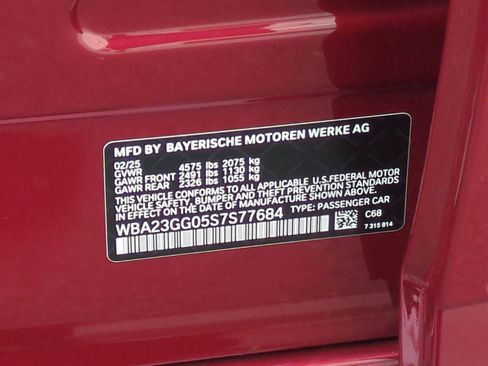 MFD BY BAYERISCHE MOTOREN WERKE AG
02/25
GVWR 4575 lbs 2075 kg
GAWR FRONT 2491 lbs 1130 kg
GAWR REAR 2326 lbs 1055 kg
THIS VEHICLE CONFORMS TO ALL APPLICABLE U.S.FEDERAL MOTOR
VEHICLE SAFETY, BUMPER AND THEFT PREVENTION STANDARDS IN
EFFECT ON THE DATE OF MANUFACTURE SHOWN ABOVE.
WBA23GG05S7S77684 TYPE:PASSENGER CAR
C68
7 315 814